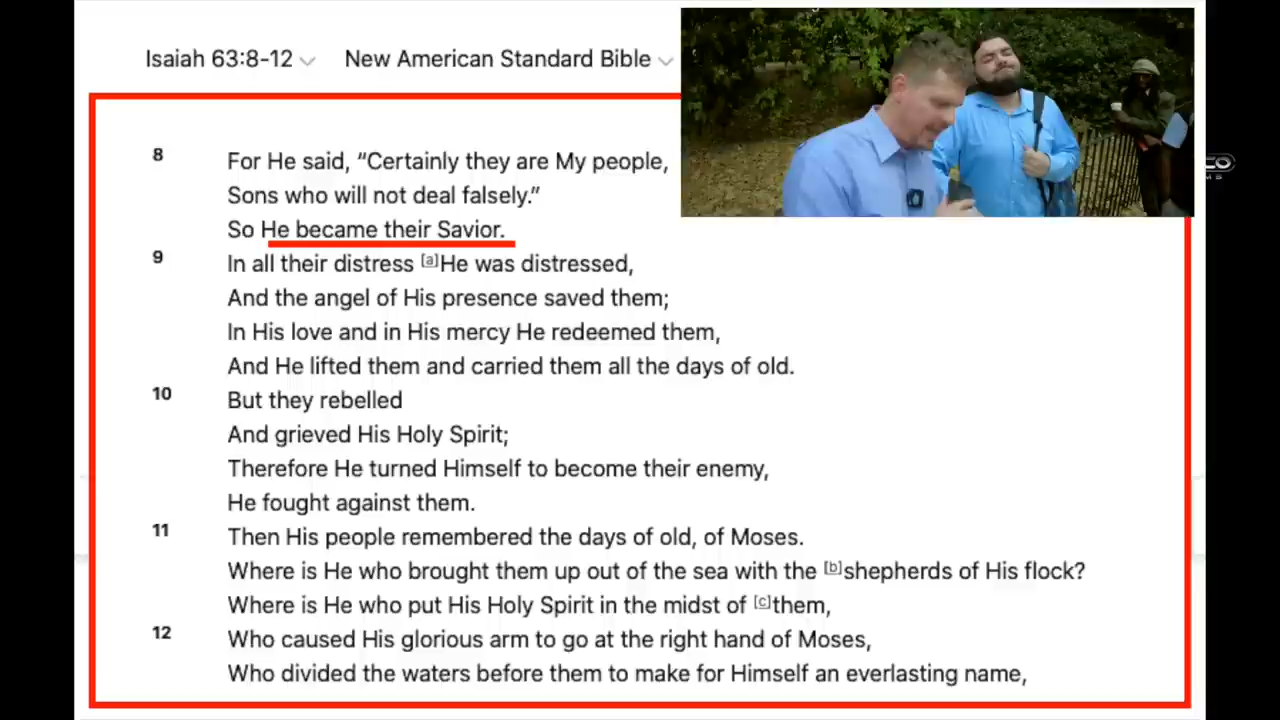 Isaiah 63:8-12 New American Standard Bible
8 For He said, “Certainly they are My people,
Sons who will not deal falsely.”
So He became their Savior.
9 In all their distress [a]He was distressed,
And the angel of His presence saved them;
In His love and in His mercy He redeemed them,
And He lifted them and carried them all the days of old.
10 But they rebelled
And grieved His Holy Spirit;
Therefore He turned Himself to become their enemy,
He fought against them.
11 Then His people remembered the days of old, of Moses.
Where is He who brought them up out of the sea with the [b]shepherds of His flock?
Where is He who put His Holy Spirit in the midst of [c]them,
12 Who caused His glorious arm to go at the right hand of Moses,
Who divided the waters before them to make for Himself an everlasting name,